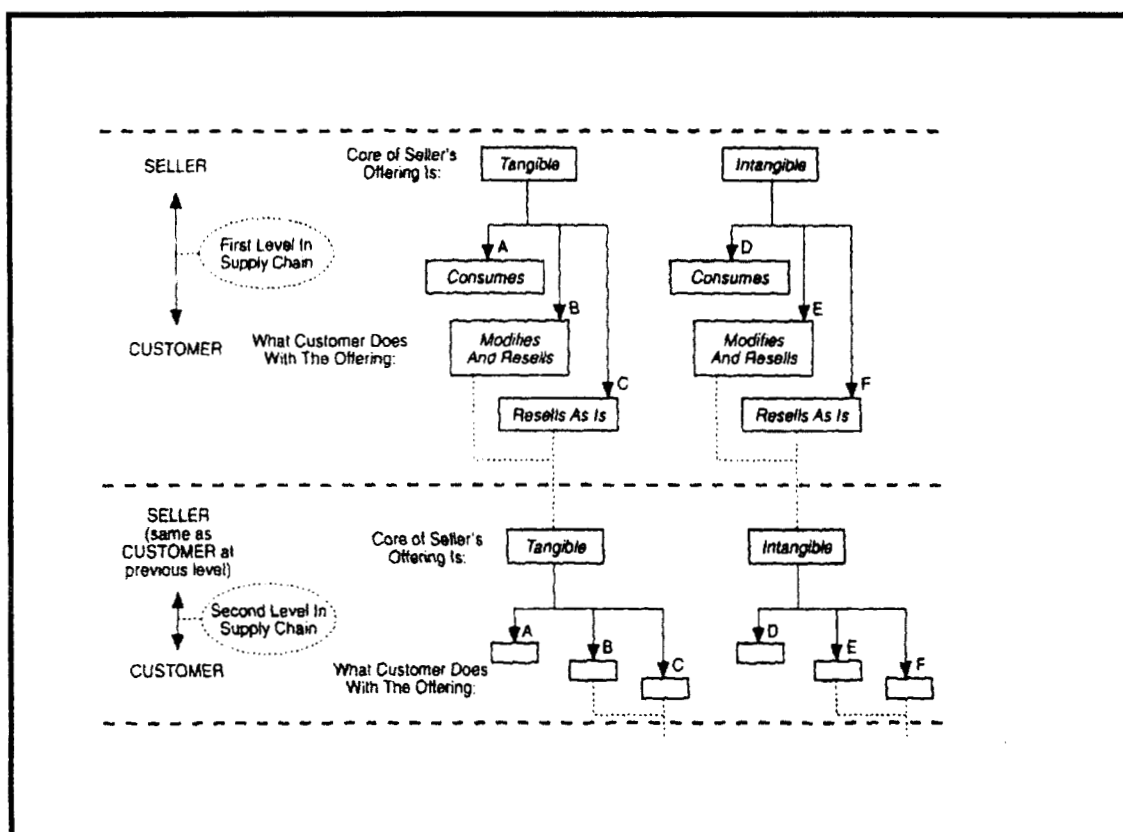 SELLER
Core of Seller's
Offering Is:
Tangible
Intangible
First Level In
Supply Chain
A
D
Consumes
Consumes
B
E
CUSTOMER
What Customer Does
With The Offering:
Modifies
And Resells
Modifies
And Resells
C
F
Resells As Is
Resells As Is
SELLER
(same as
CUSTOMER at
previous level)
Core of Seller's
Offering Is:
Tangible
Intangible
Second Level In
Supply Chain
A
B
C
D
E
F
CUSTOMER
What Customer Does
With The Offering: